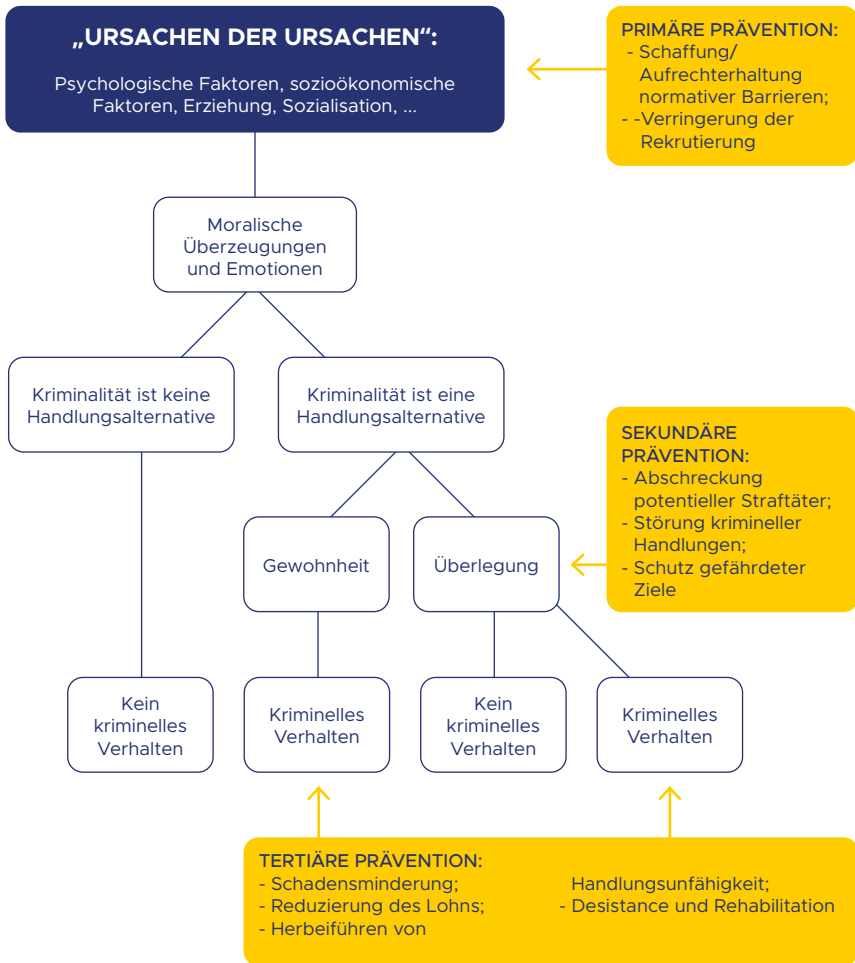 „URSACHEN DER URSACHEN“:
Psychologische Faktoren, sozioökonomische
Faktoren, Erziehung, Sozialisation, ...
PRIMÄRE PRÄVENTION:
- Schaffung/
Aufrechterhaltung
normativer Barrieren;
- -Verringerung der
Rekrutierung
Moralische
Überzeugungen
und Emotionen
Kriminalität ist keine
Handlungsalternative
Kriminalität ist eine
Handlungsalternative
SEKUNDÄRE
PRÄVENTION:
- Abschreckung
potentieller Straftäter;
- Störung krimineller
Handlungen;
- Schutz gefährdeter
Ziele
Gewohnheit
Überlegung
Kein
kriminelles
Verhalten
Kriminelles
Verhalten
Kein
kriminelles
Verhalten
Kriminelles
Verhalten
TERTIÄRE PRÄVENTION:
- Schadensminderung;
- Reduzierung des Lohns;
- Herbeiführen von
Handlungsunfähigkeit;
- Desistance und Rehabilitation